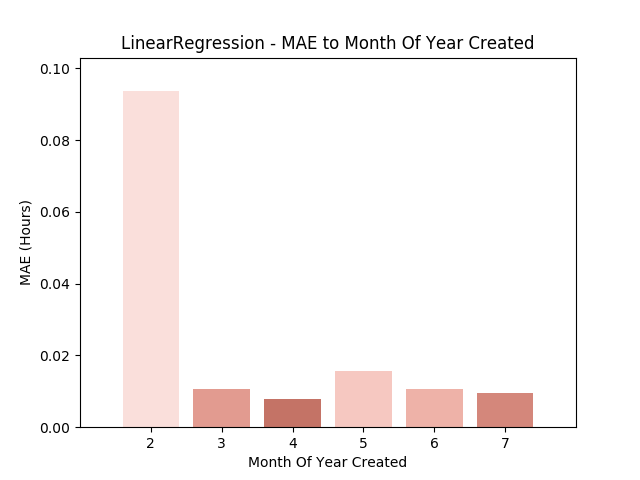 LinearRegression - MAE to Month Of Year Created
0.10
0.08
0.06
0.04
0.02
0.00
MAE (Hours)
2 3 4 5 6 7
Month Of Year Created